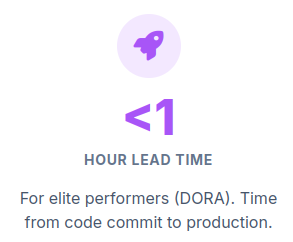 <1
HOUR LEAD TIME
For elite performers (DORA). Time
from code commit to production.